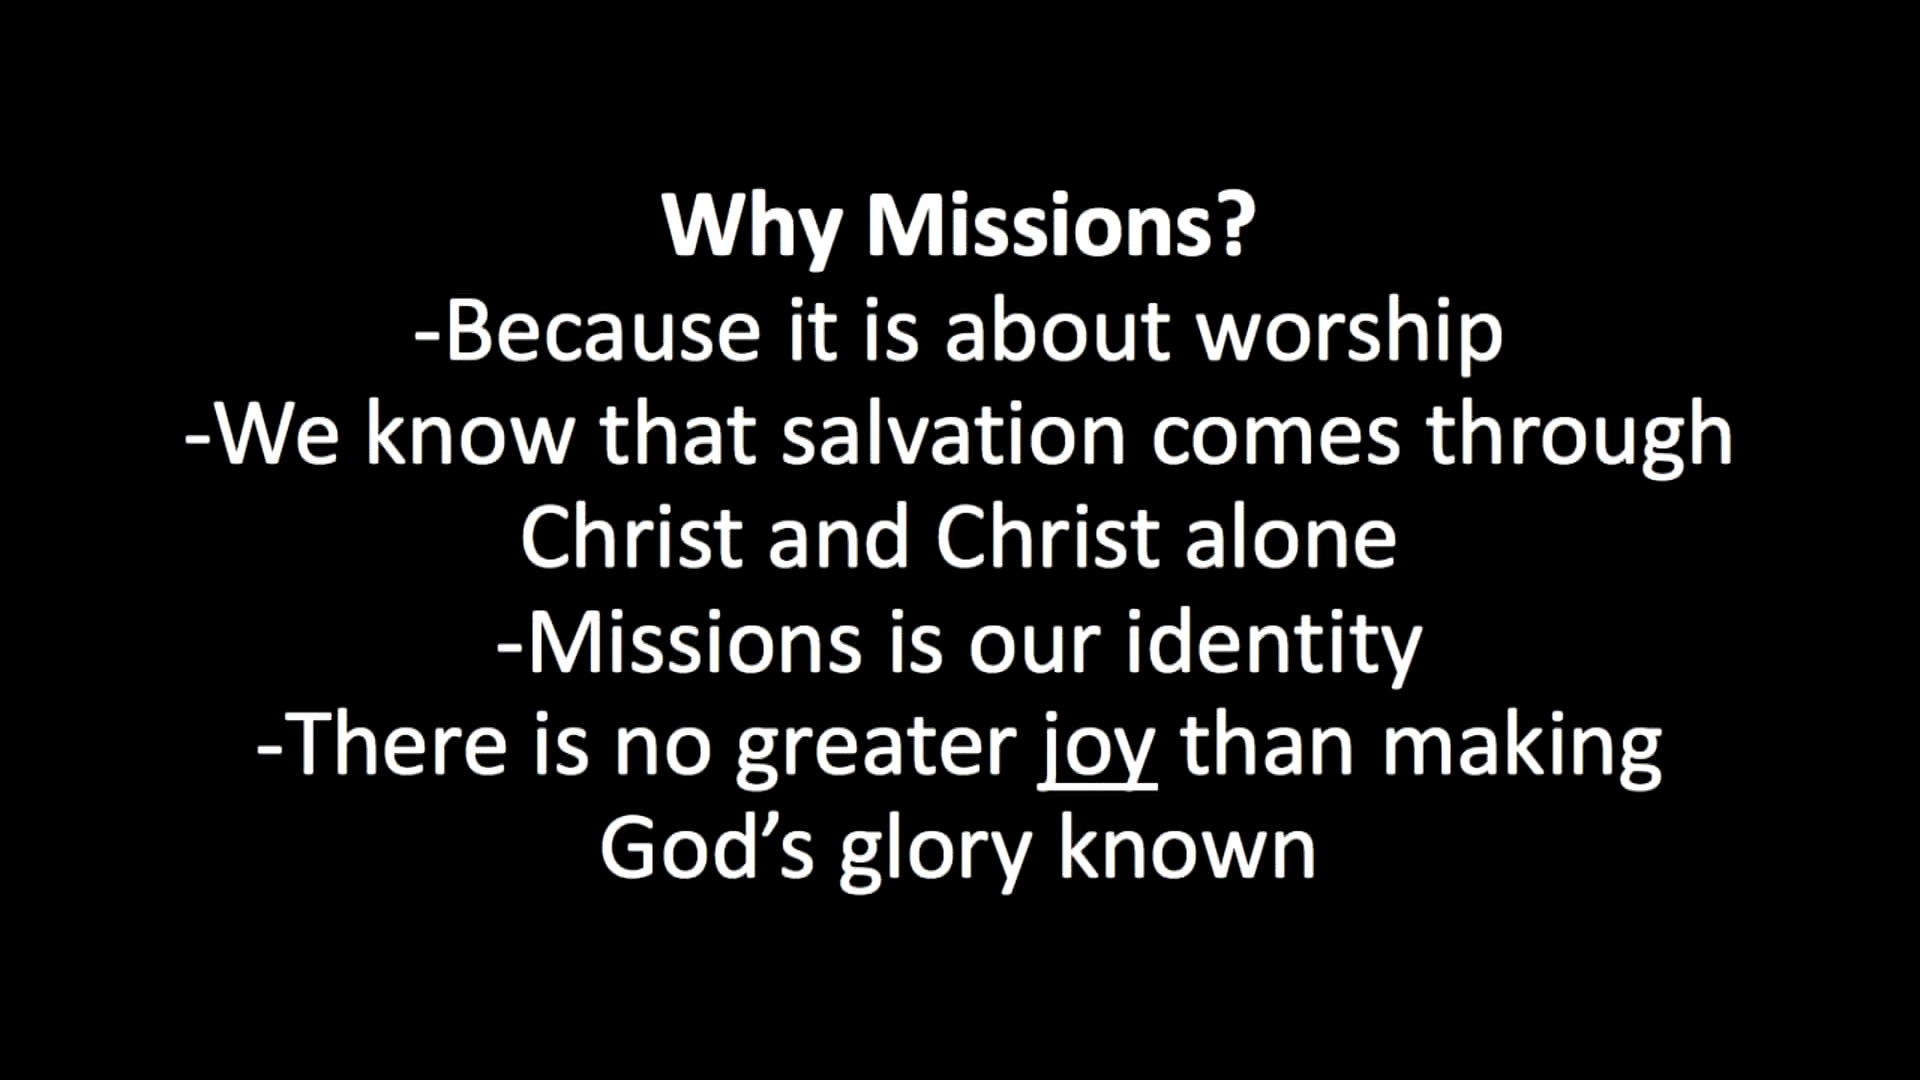 Why Missions?
-Because it is about worship
-We know that salvation comes through
Christ and Christ alone
-Missions is our identity
-There is no greater joy than making
God’s glory known